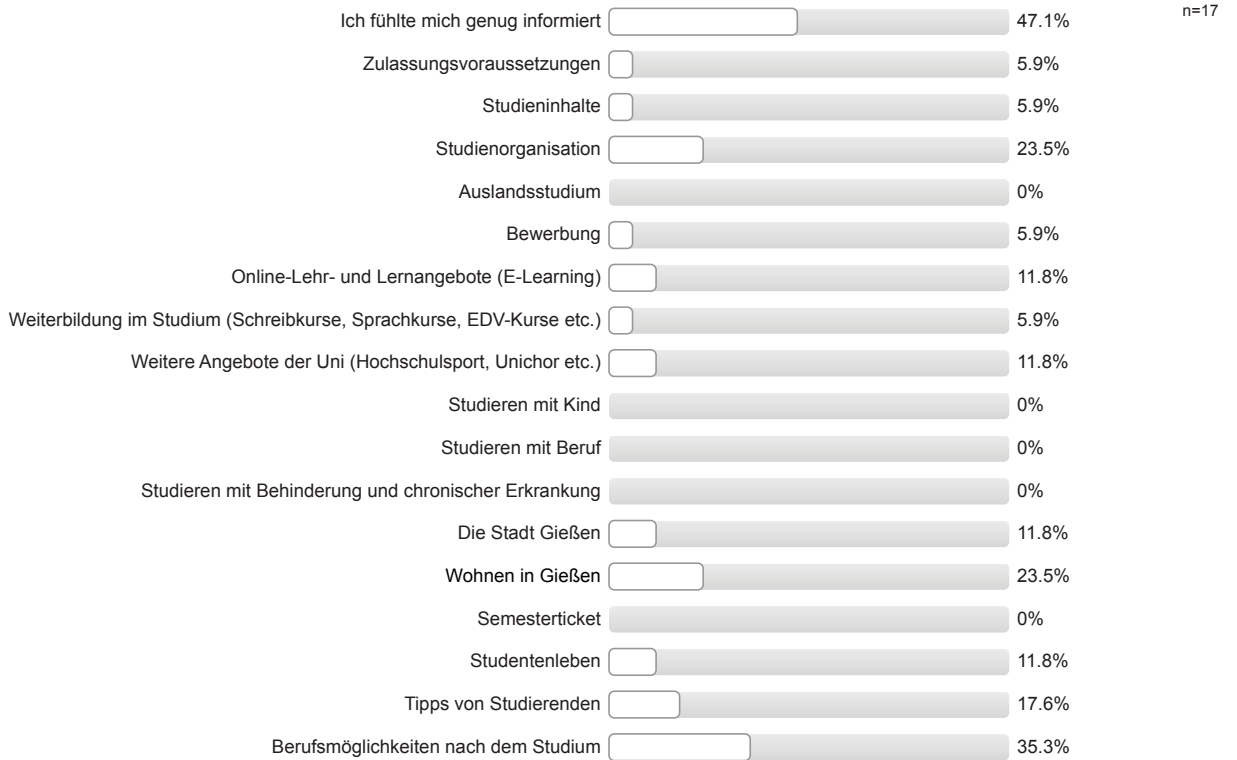 Ich fühlte mich genug informiert 47.1% n=17
Zulassungsvoraussetzungen 5.9%
Studieninhalte 5.9%
Studienorganisation 23.5%
Auslandsstudium 0%
Bewerbung 5.9%
Online-Lehr- und Lernangebote (E-Learning) 11.8%
Weiterbildung im Studium (Schreibkurse, Sprachkurse, EDV-Kurse etc.) 5.9%
Weitere Angebote der Uni (Hochschulsport, Unichor etc.) 11.8%
Studieren mit Kind 0%
Studieren mit Beruf 0%
Studieren mit Behinderung und chronischer Erkrankung 0%
Die Stadt Gießen 11.8%
Wohnen in Gießen 23.5%
Semesterticket 0%
Studentenleben 11.8%
Tipps von Studierenden 17.6%
Berufsmöglichkeiten nach dem Studium 35.3%